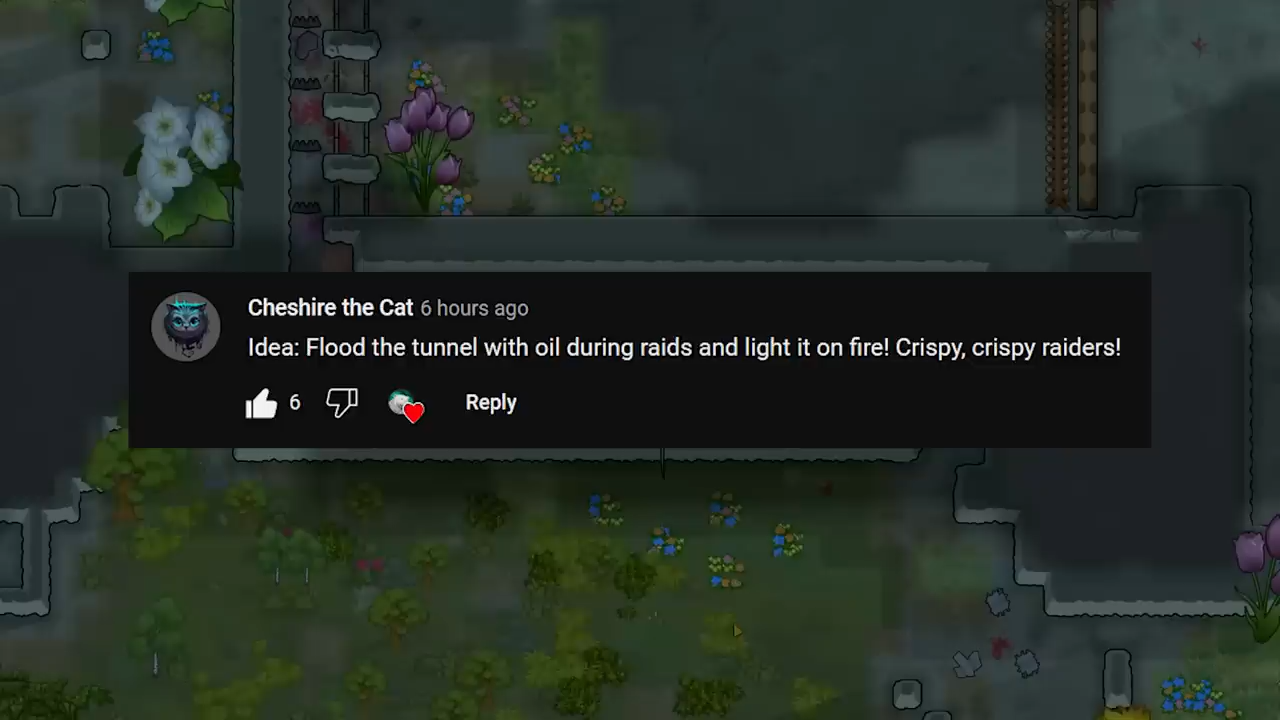 Cheshire the Cat 6 hours ago
Idea: Flood the tunnel with oil during raids and light it on fire! Crispy, crispy raiders!
6 Reply